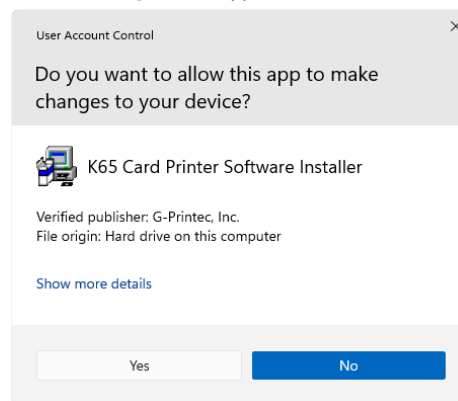 User Account Control
Do you want to allow this app to make
changes to your device?
K65 Card Printer Software Installer
Verified publisher: G-Printec, Inc.
File origin: Hard drive on this computer
Show more details
Yes
No